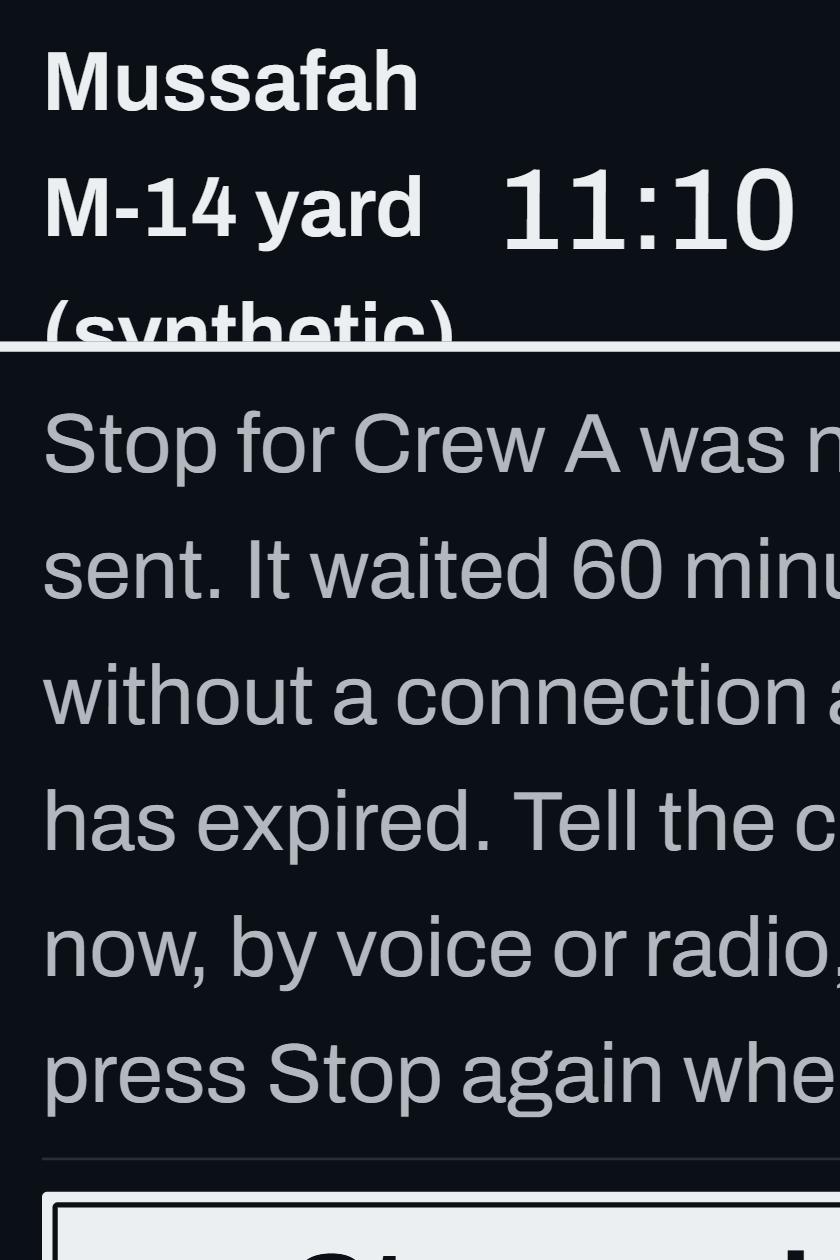 Mussafah
M-14 yard
11:10
(synthetic)
Stop for Crew A was
sent. It waited 60
without a connection
has expired. Tell the
now, by voice or radio,
press Stop again